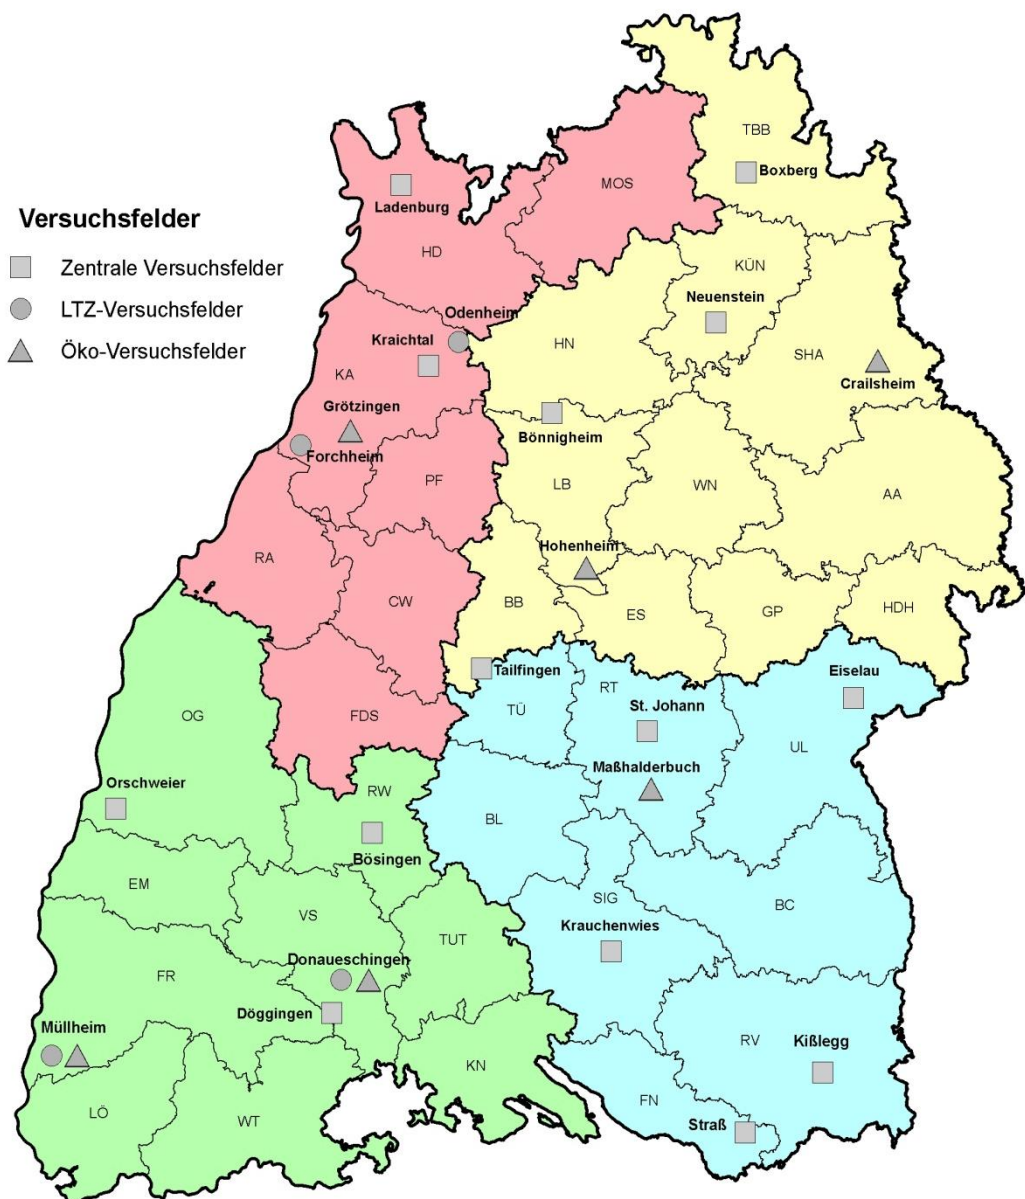 Versuchsfelder
Zentrale Versuchsfelder
LTZ-Versuchsfelder
Öko-Versuchsfelder
TBB
Boxberg
MOS
Ladenburg
HD
KÜN
Neuenstein
Odenheim
Kraichtal
HN
SHA
Crailsheim
KA
Grötzingen
Forchheim
Bönnigheim
PF
LB
WN
AA
RA
Hohenheim
CW
BB
ES
GP
HDH
Tailfingen
Eiselau
RT
St. Johann
OG
FDS
TÜ
UL
Maßhalderbuch
RW
Orschweier
BL
Bösingen
EM
SIG
BC
VS
Krauchenwies
TUT
Donaueschingen
FR
Döggingen
Müllheim
KN
RV
Kißlegg
FN
LÖ
WT
Straß